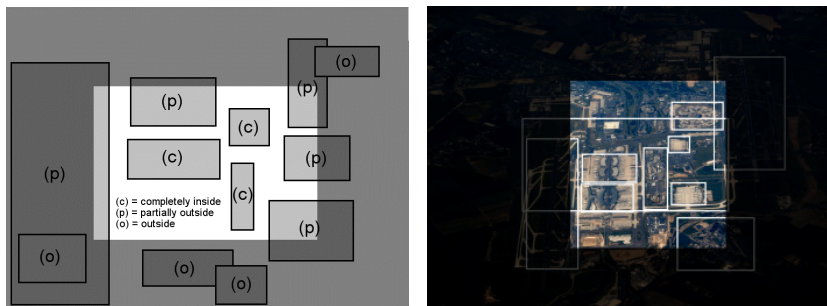 (o)
(p)
(p)
(c)
(c)
(p)
(p)
(c)
(c) = completely inside
(p) = partially outside
(o) = outside
(p)
(o)
(o)
(o)